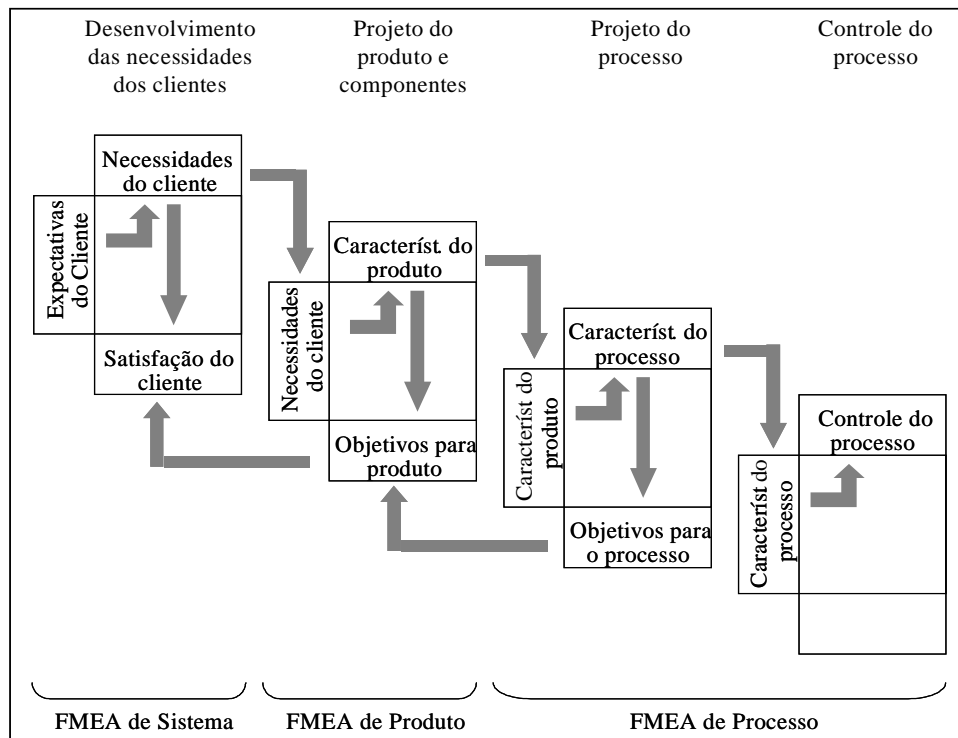 Desenvolvimento
das necessidades
dos clientes
Projeto do
produto e
componentes
Projeto do
processo
Controle do
processo
Necessidades
do cliente
Expectativas
do Cliente
Satisfação do
cliente
Característ. do
produto
Necessidades
do cliente
Objetivos para
produto
Característ. do
processo
Característ do
produto
Objetivos para
o processo
Controle do
processo
Característ do
processo
FMEA de Sistema
FMEA de Produto
FMEA de Processo